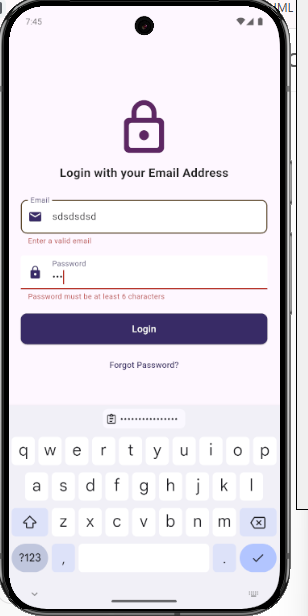 7:45
ML
Login with your Email Address
Email
sdsdsdsd
Enter a valid email
Password
•••
Password must be at least 6 characters
Login
Forgot Password?
••••••••••••••••
q w e r t y u i o p
a s d f g h j k l
z x c v b n m
?123 , .